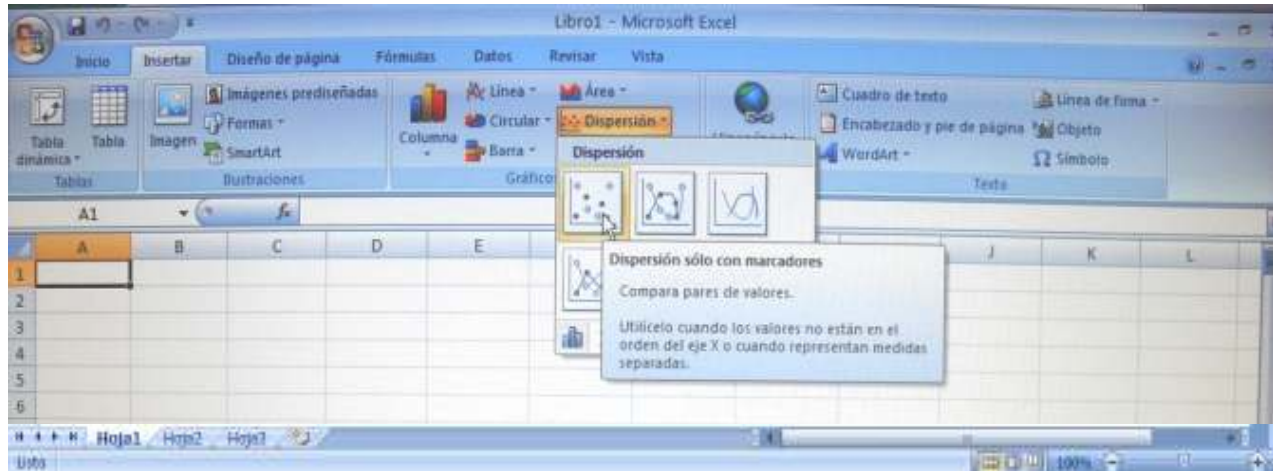 Libro1 - Microsoft Excel
Inicio Insertar Diseño de página Fórmulas Datos Revisar Vista
Tabla dinámica
Tabla
Tablas
Imagen
Imágenes prediseñadas
Formas
SmartArt
Ilustraciones
Columna
Línea
Circular
Barra
Área
Dispersión
Cuadro de texto
Encabezado y pie de página
WordArt
Línea de firma
Objeto
Símbolo
Texto
Dispersión
A1 fx
A B C D E J K L
1
2
3
4
5
6
Dispersión sólo con marcadores
Compara pares de valores.
Utilícelo cuando los valores no están en el
orden del eje X o cuando representan medidas
separadas.
Hoja1 Hoja2 Hoja3
Listo 100%